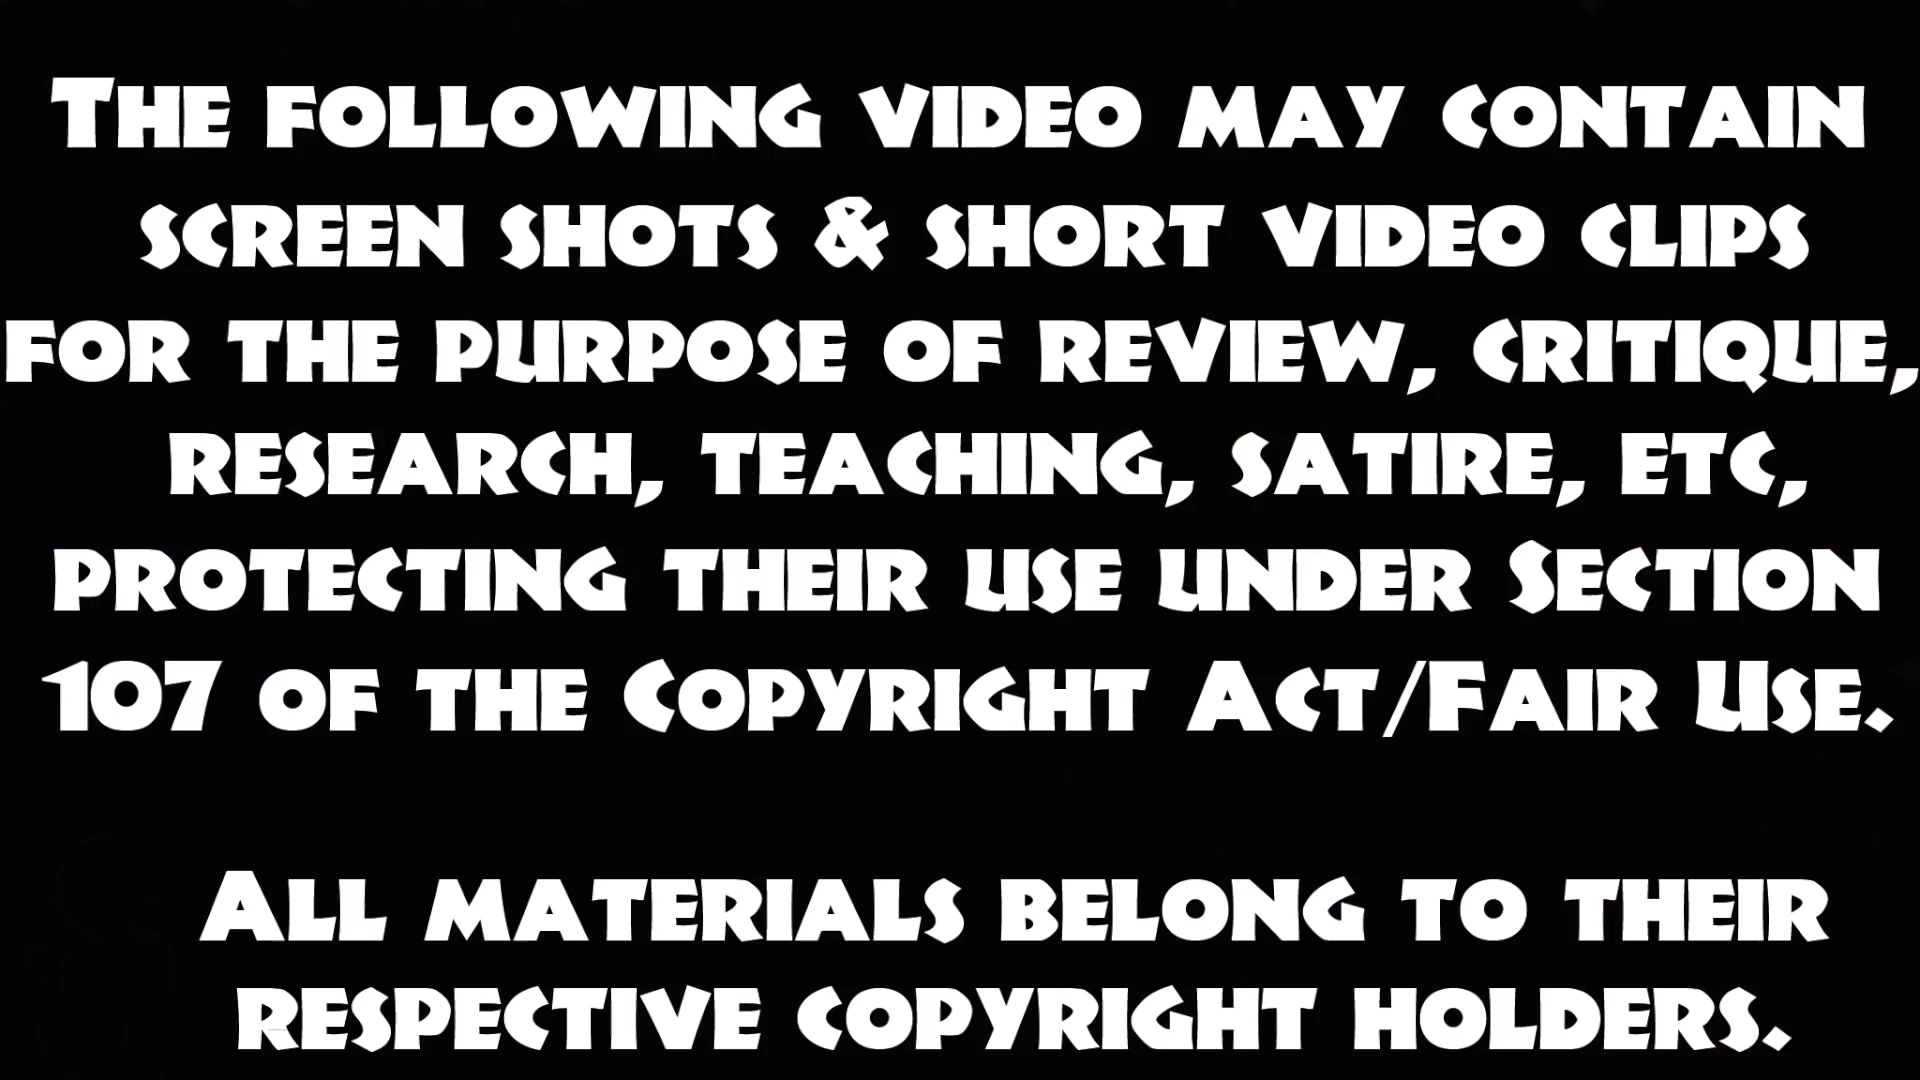 The following video may contain
screen shots & short video clips
for the purpose of review, critique,
research, teaching, satire, etc,
protecting their use under Section
107 of the Copyright Act/Fair Use.
All materials belong to their
respective copyright holders.